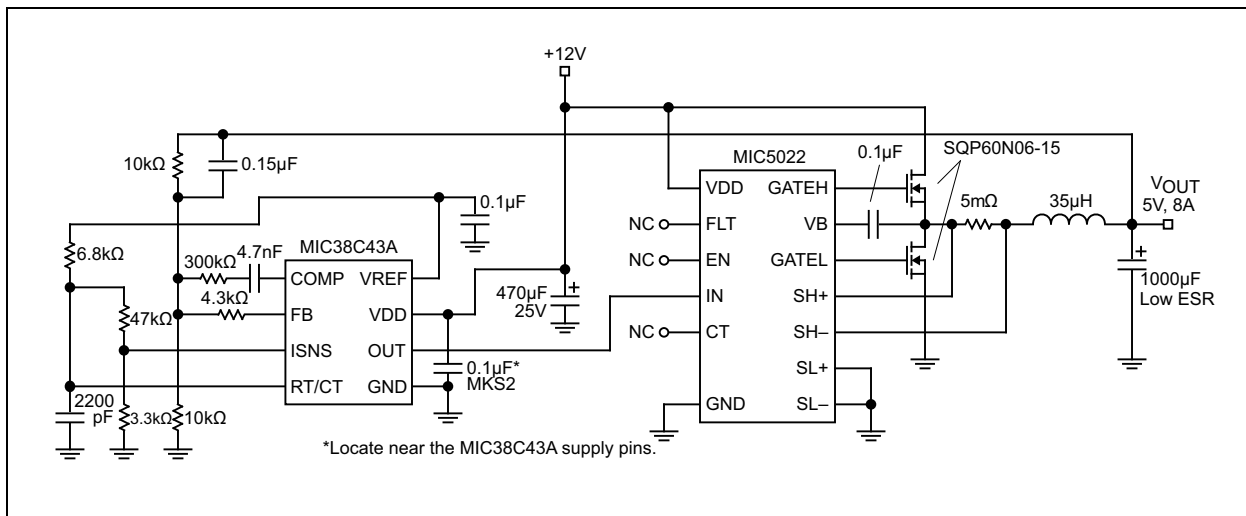 +12V
10kΩ
0.15µF
MIC5022
0.1µF
SQP60N06-15
VDD
GATEH
5mΩ
35µH
VOUT
5V, 8A
0.1µF
NC
FLT
VB
6.8kΩ
4.7nF
MIC38C43A
300kΩ
COMP
VREF
NC
EN
GATEL
1000µF
Low ESR
4.3kΩ
470µF
25V
IN
SH+
47kΩ
FB
VDD
NC
CT
SH–
ISNS
OUT
0.1µF*
MKS2
SL+
2200
pF
RT/CT
GND
GND
SL–
3.3kΩ
10kΩ
*Locate near the MIC38C43A supply pins.